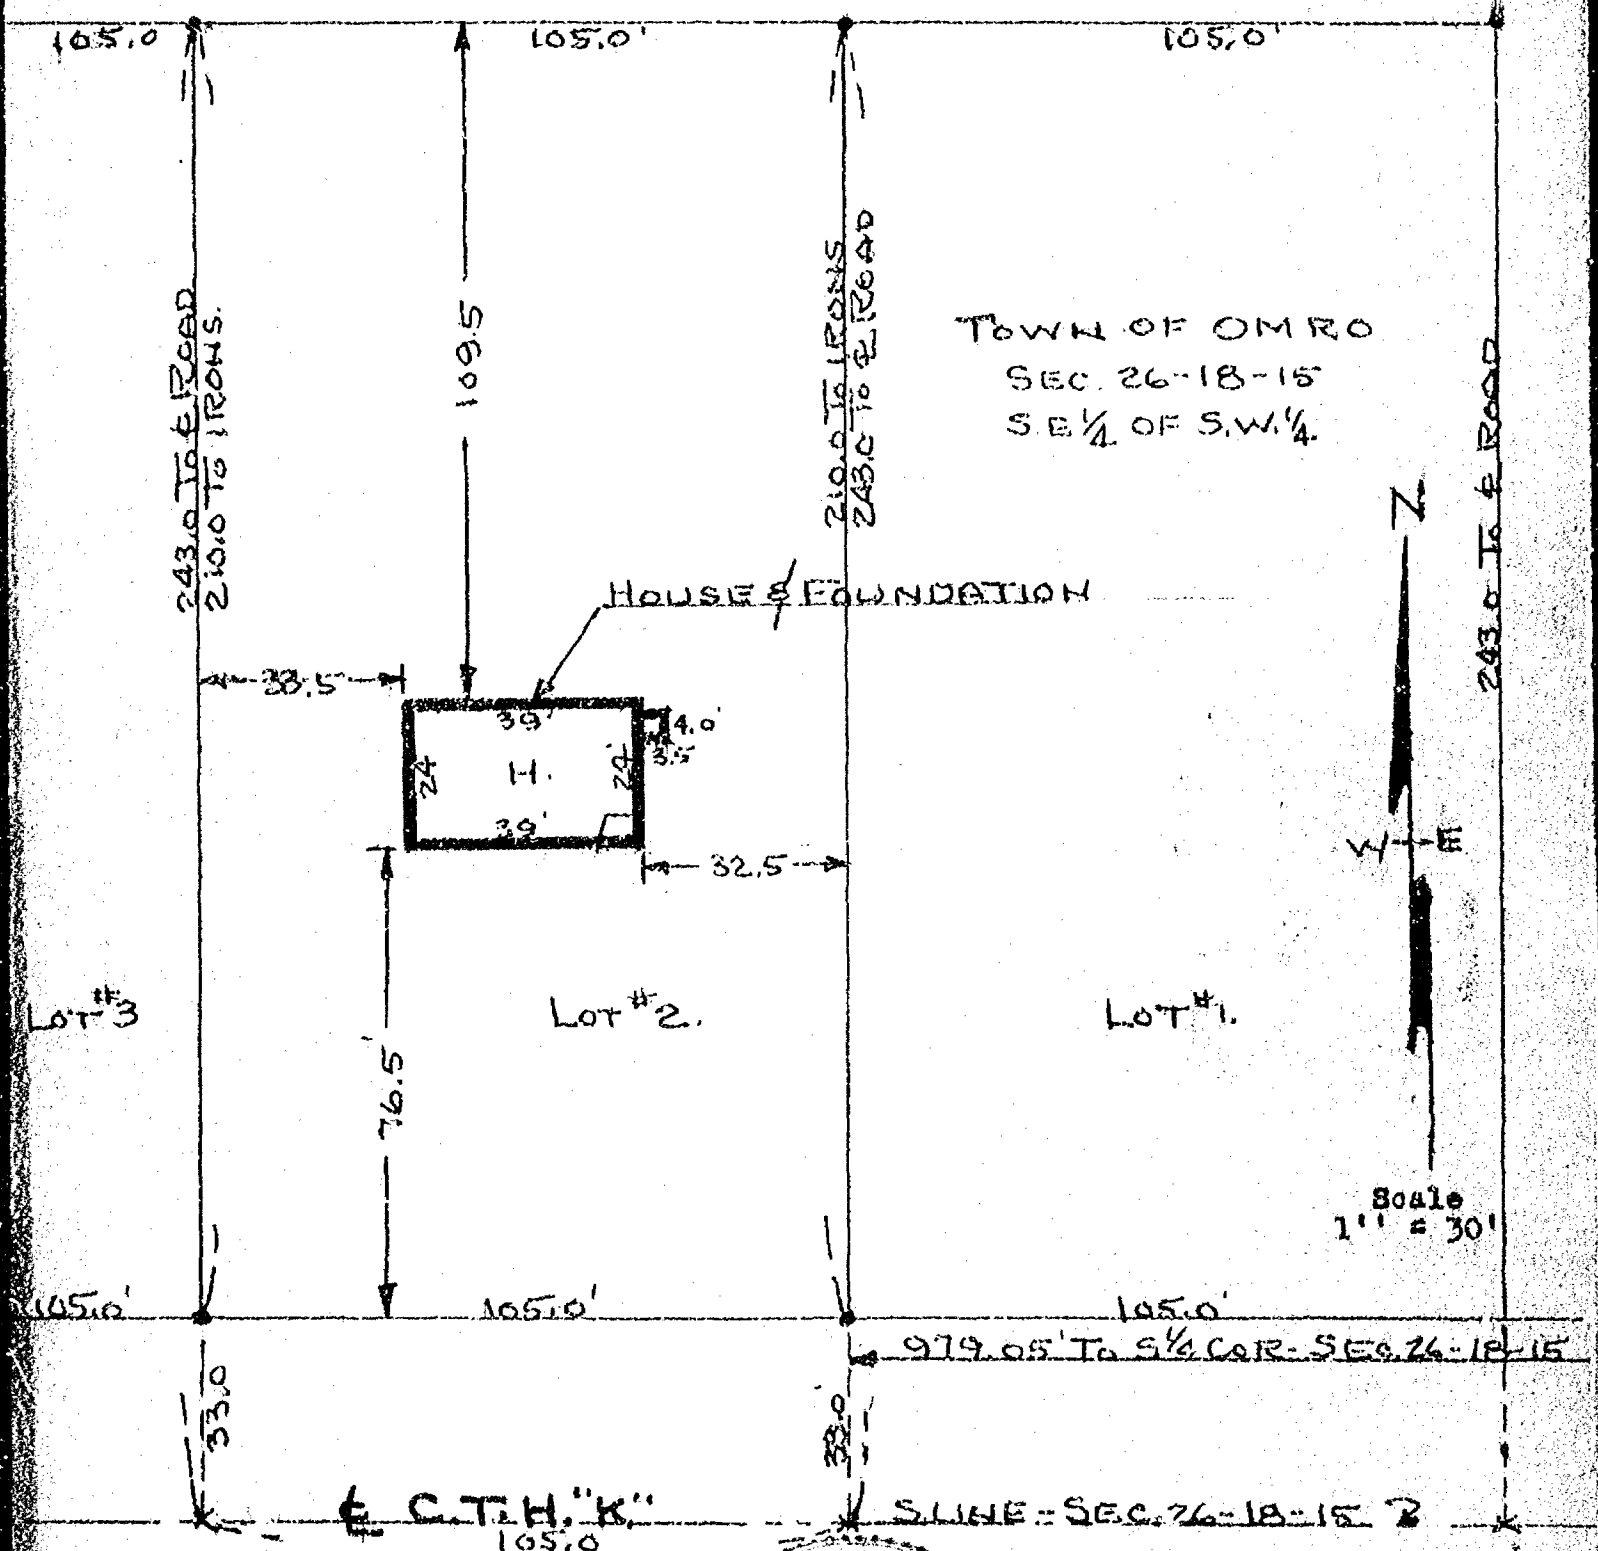 105.0
105.0'
105.0'
109.5
243.0 TO ℄ ROAD
210.0 TO IRONS.
210.0 TO IRONS
243.0 TO ℄ ROAD
TOWN OF OMRO
SEC. 26-18-15
S.E 1/4 OF S.W. 1/4.
243.0 TO ℄ ROAD
N
HOUSE & FOUNDATION
33.5
39'
4.0'
3.5
24
H.
24'
39'
32.5
W
E
LOT #3
LOT #2.
LOT #1.
76.5'
Scale
1'' = 30'
105.0'
105.0'
105.0'
979.05' TO S 1/4 COR. SEC. 26-18-15
33.0
33.0
℄ C.T.H. "K"
S. LINE - SEC. 26-18-15
105.0